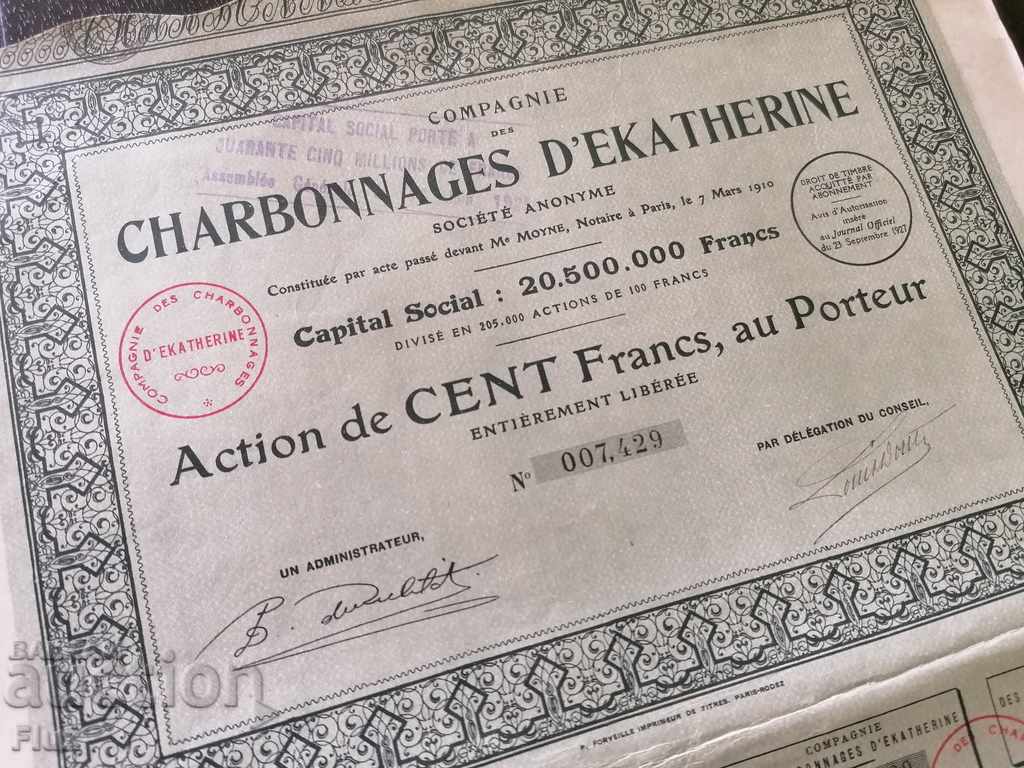 COMPAGNIE
DES
CHARBONNAGES D'EKATHERINE
CAPITAL SOCIAL PORTÉ A
QUARANTE CINQ MILLIONS
Assemblée
SOCIÉTÉ ANONYME
Constituée par acte passé devant Me MOYNE, Notaire à Paris, le 7 Mars 1910
Capital Social : 20.500.000 Francs
DIVISÉ EN 205.000 ACTIONS DE 100 FRANCS
DROIT DE TIMBRE
ACQUITTÉ PAR
ABONNEMENT
Avis d'Autorisation
inséré
au Journal Officiel
du 23 Septembre 1927
COMPAGNIE DES CHARBONNAGES
D'EKATHERINE
Action de CENT Francs, au Porteur
ENTIÈREMENT LIBÉRÉE
No 007,429
PAR DÉLÉGATION DU CONSEIL,
UN ADMINISTRATEUR,
P. FORVEILLE IMPRIMEUR DE TITRES. PARIS-RODEZ
COMPAGNIE
D'EKATHERINE
DES
auction